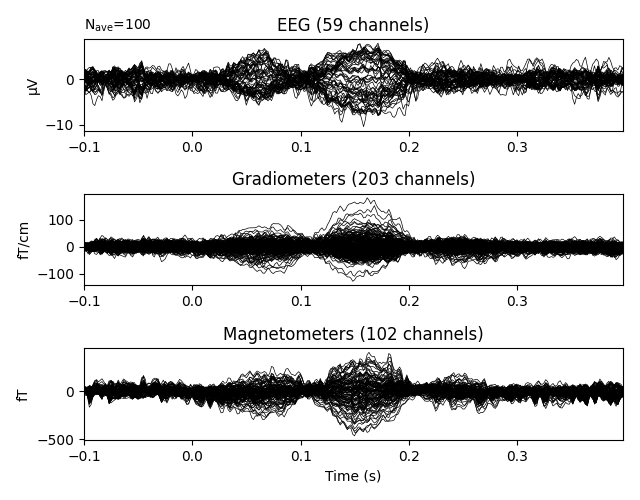 N_ave=100
EEG (59 channels)
µV
0
−10
−0.1 0.0 0.1 0.2 0.3
Gradiometers (203 channels)
fT/cm
100
0
−100
−0.1 0.0 0.1 0.2 0.3
Magnetometers (102 channels)
fT
0
−500
−0.1 0.0 0.1 0.2 0.3
Time (s)